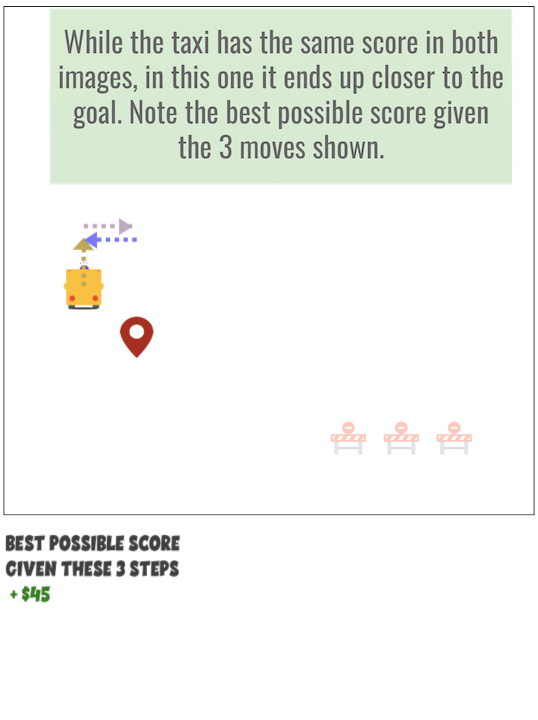 While the taxi has the same score in both
images, in this one it ends up closer to the
goal. Note the best possible score given
the 3 moves shown.
BEST POSSIBLE SCORE
GIVEN THESE 3 STEPS
+ $45